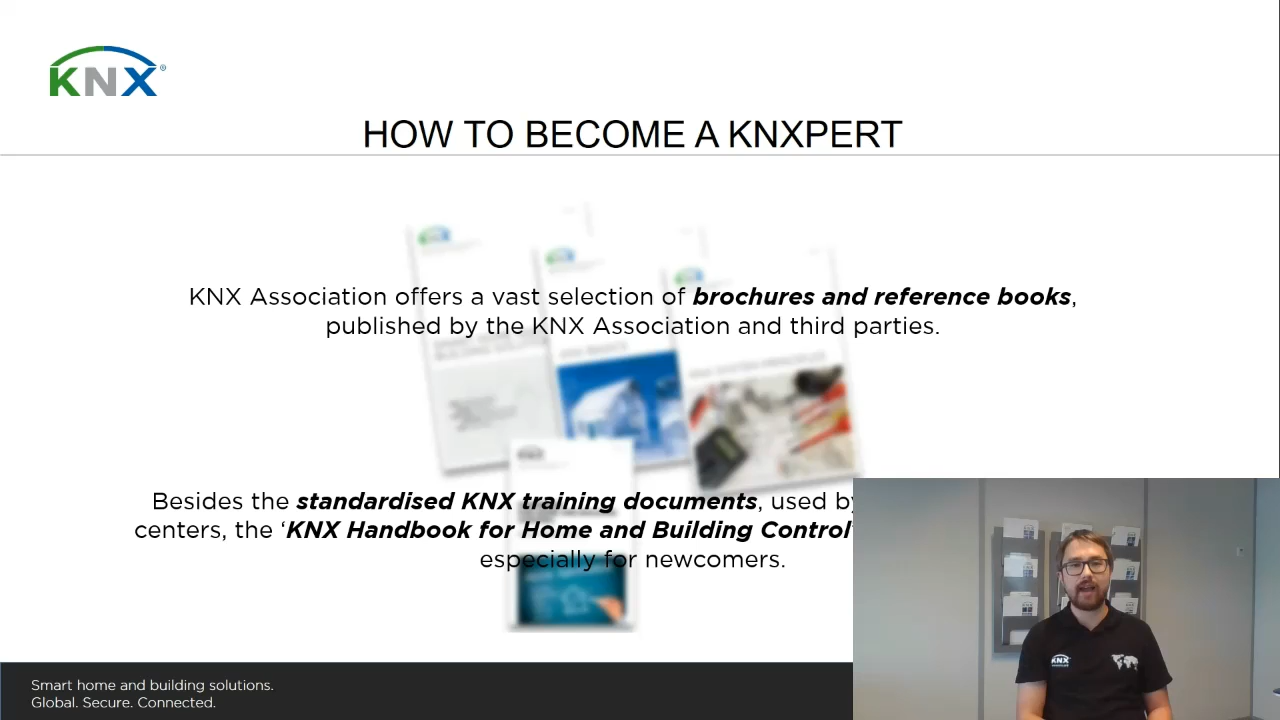 KNX®
HOW TO BECOME A KNXPERT
KNX Association offers a vast selection of brochures and reference books,
published by the KNX Association and third parties.
Besides the standardised KNX training documents, used by
centers, the ‘KNX Handbook for Home and Building Control’
especially for newcomers.
KNX
Smart home and building solutions.
Global. Secure. Connected.